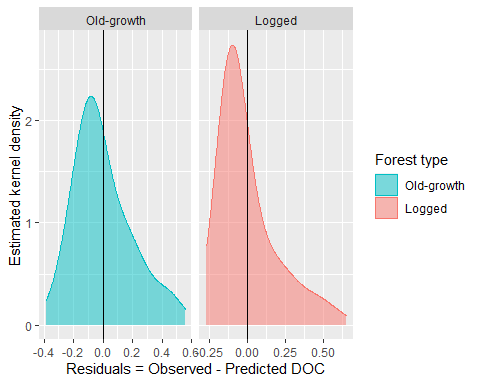 Old-growth
Logged
Estimated kernel density
2
1
0
-0.4 -0.2 0.0 0.2 0.4 0.6
-0.25 0.00 0.25 0.50
Residuals = Observed - Predicted DOC
Forest type
Old-growth
Logged